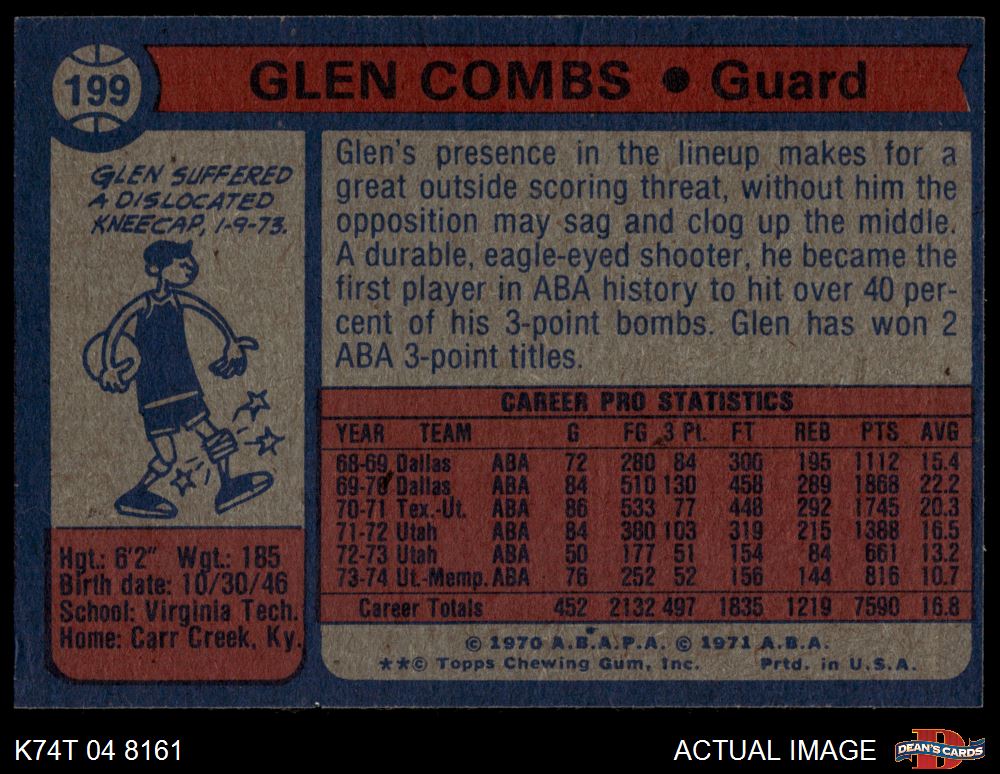 199
GLEN COMBS • Guard
GLEN SUFFERED
A DISLOCATED
KNEECAP, 1-9-73.
Hgt.: 6'2" Wgt.: 185
Birth date: 10/30/46
School: Virginia Tech.
Home: Carr Creek, Ky.
Glen's presence in the lineup makes for a
great outside scoring threat, without him the
opposition may sag and clog up the middle.
A durable, eagle-eyed shooter, he became the
first player in ABA history to hit over 40 per-
cent of his 3-point bombs. Glen has won 2
ABA 3-point titles.
CAREER PRO STATISTICS
YEAR TEAM G FG 3 Pt. FT REB PTS AVG
68-69 Dallas ABA 72 280 84 300 195 1112 15.4
69-70 Dallas ABA 84 510 130 458 289 1868 22.2
70-71 Tex.-Ut. ABA 86 533 77 448 292 1745 20.3
71-72 Utah ABA 84 380 103 319 215 1388 16.5
72-73 Utah ABA 50 177 51 154 84 661 13.2
73-74 Ut.-Memp. ABA 76 252 52 156 144 816 10.7
Career Totals 452 2132 497 1835 1219 7590 16.8
© 1970 A.B.A.P.A. © 1971 A.B.A.
**© Topps Chewing Gum, Inc. Prtd. in U.S.A.
K74T 04 8161
ACTUAL IMAGE
D
DEAN'S CARDS